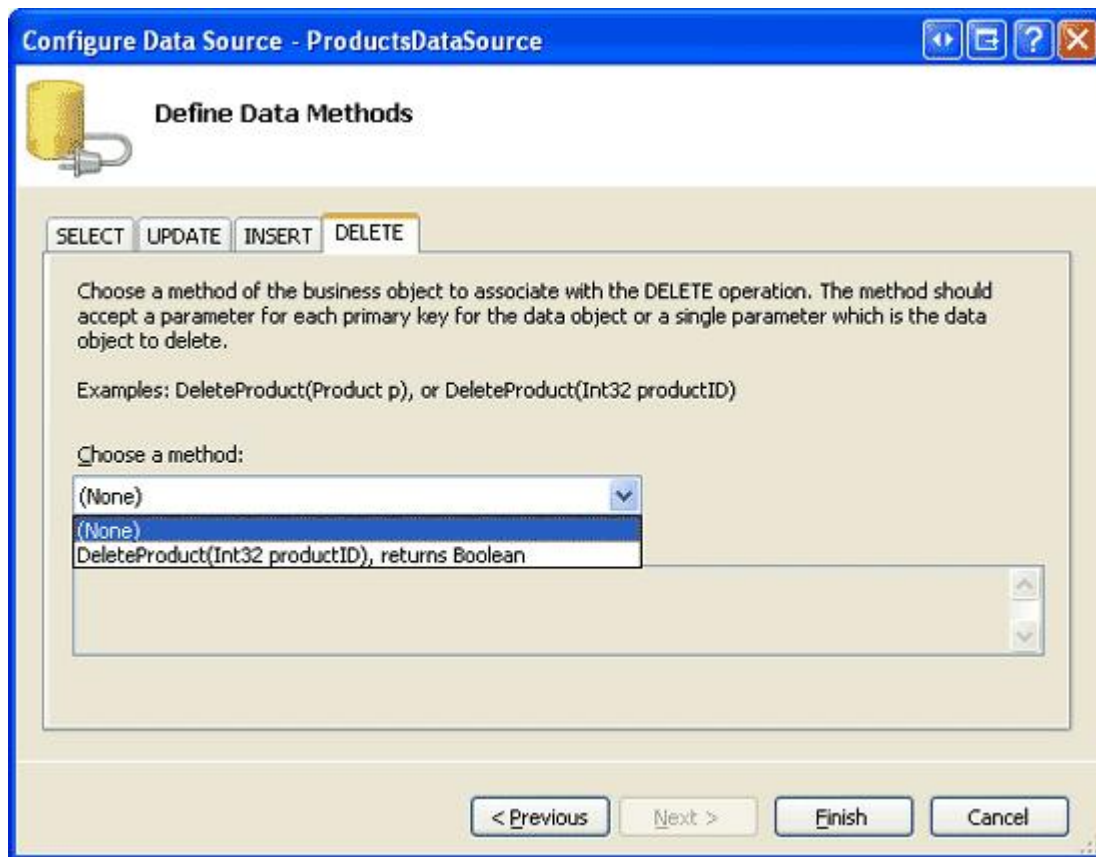 Configure Data Source - ProductsDataSource
Define Data Methods
SELECT UPDATE INSERT DELETE
Choose a method of the business object to associate with the DELETE operation. The method should
accept a parameter for each primary key for the data object or a single parameter which is the data
object to delete.
Examples: DeleteProduct(Product p), or DeleteProduct(Int32 productID)
Choose a method:
(None)
(None)
DeleteProduct(Int32 productID), returns Boolean
< Previous Next > Finish Cancel